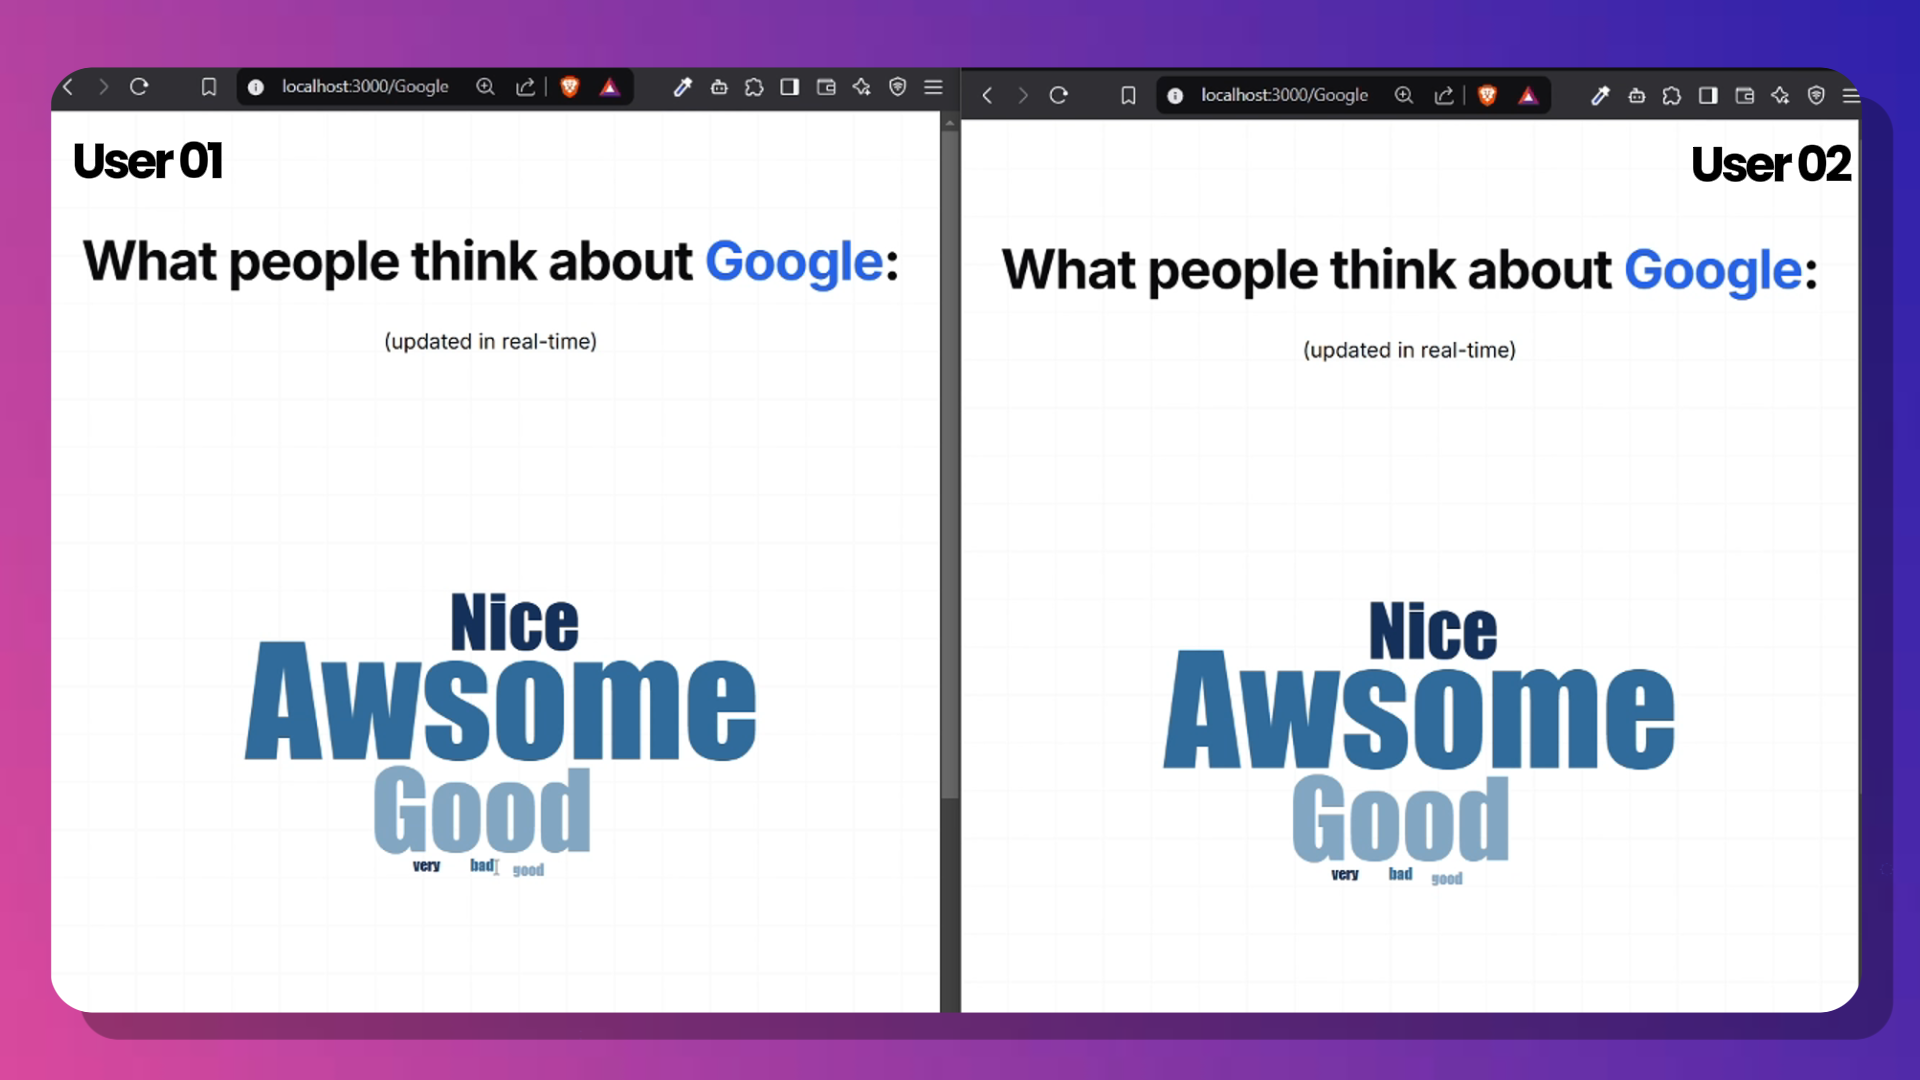 localhost:3000/Google
User 01
What people think about Google:
(updated in real-time)
Nice
Awsome
Good
very bad good
localhost:3000/Google
User 02
What people think about Google:
(updated in real-time)
Nice
Awsome
Good
very bad good